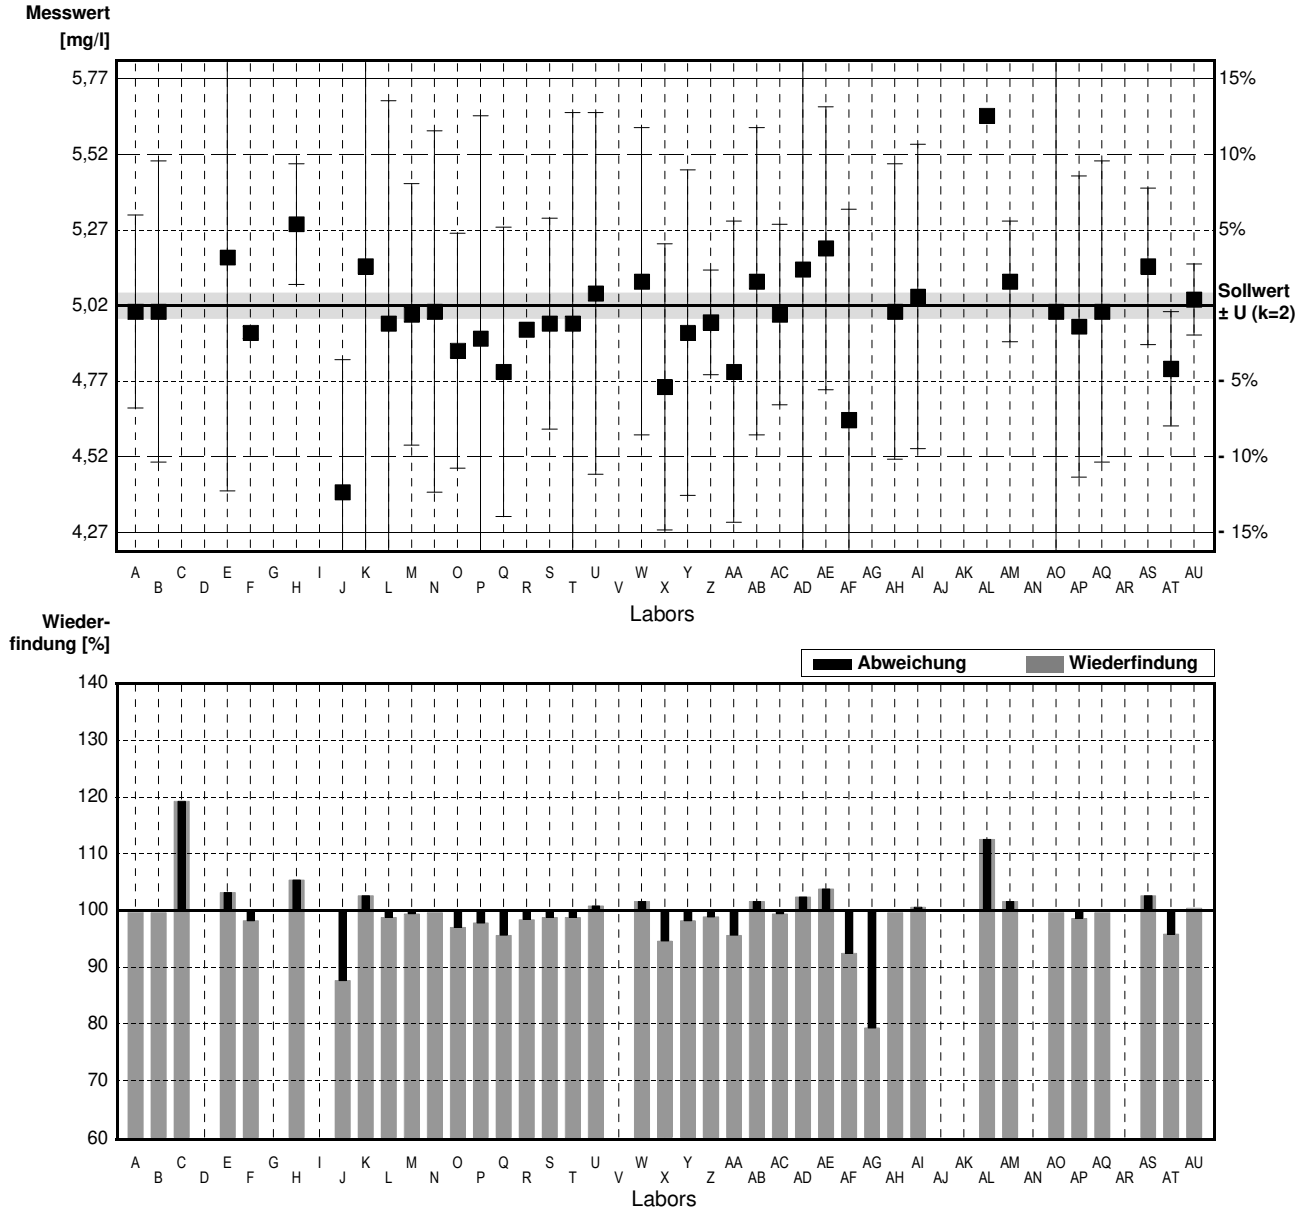 Messwert
[mg/l]
5,77 15%
5,52 10%
5,27 5%
5,02 Sollwert
± U (k=2)
4,77 - 5%
4,52 - 10%
4,27 - 15%
A B C D E F G H I J K L M N O P Q R S T U V W X Y Z AA AB AC AD AE AF AG AH AI AJ AK AL AM AN AO AP AQ AR AS AT AU
Labors
Wieder-
findung [%]
Abweichung Wiederfindung
140
130
120
110
100
90
80
70
60
A B C D E F G H I J K L M N O P Q R S T U V W X Y Z AA AB AC AD AE AF AG AH AI AJ AK AL AM AN AO AP AQ AR AS AT AU
Labors